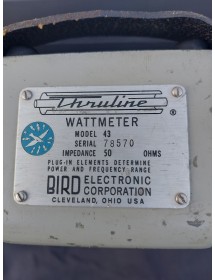 Thruline
®
WATTMETER
MODEL 43
SERIAL 78570
IMPEDANCE 50 OHMS
PLUG-IN ELEMENTS DETERMINE
POWER AND FREQUENCY RANGE
BIRD ELECTRONIC
CORPORATION
CLEVELAND, OHIO USA